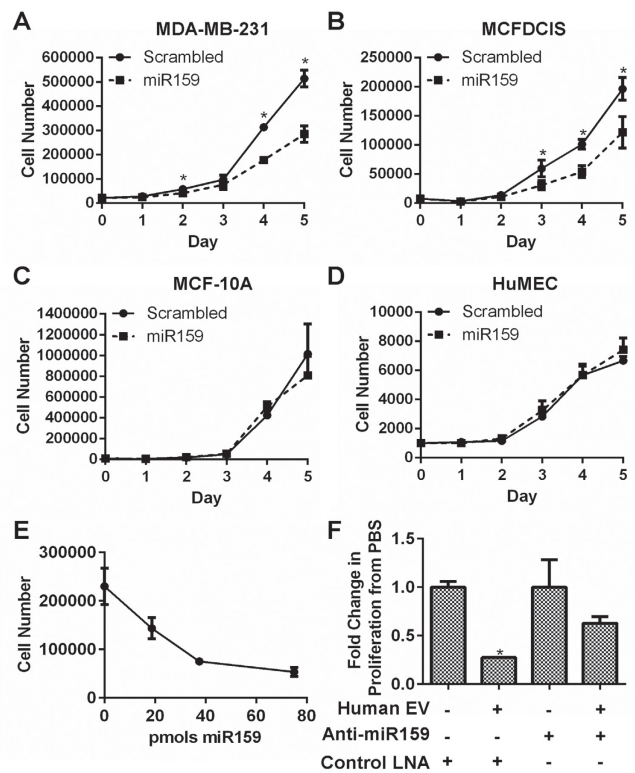 A
MDA-MB-231
Scrambled
miR159
Cell Number
600000
500000
400000
300000
200000
100000
0
*
*
*
0 1 2 3 4 5
Day
B
MCFDCIS
Scrambled
miR159
Cell Number
250000
200000
150000
100000
50000
0
*
*
*
0 1 2 3 4 5
Day
C
MCF-10A
Scrambled
miR159
Cell Number
1400000
1200000
1000000
800000
600000
400000
200000
0
0 1 2 3 4 5
Day
D
HuMEC
Scrambled
miR159
Cell Number
10000
8000
6000
4000
2000
0
0 1 2 3 4 5
Day
E
Cell Number
300000
200000
100000
0
0 20 40 60 80
pmols miR159
F
Fold Change in
Proliferation from PBS
1.5
1.0
0.5
0.0
*
Human EV - + - +
Anti-miR159 - - + +
Control LNA + + - -